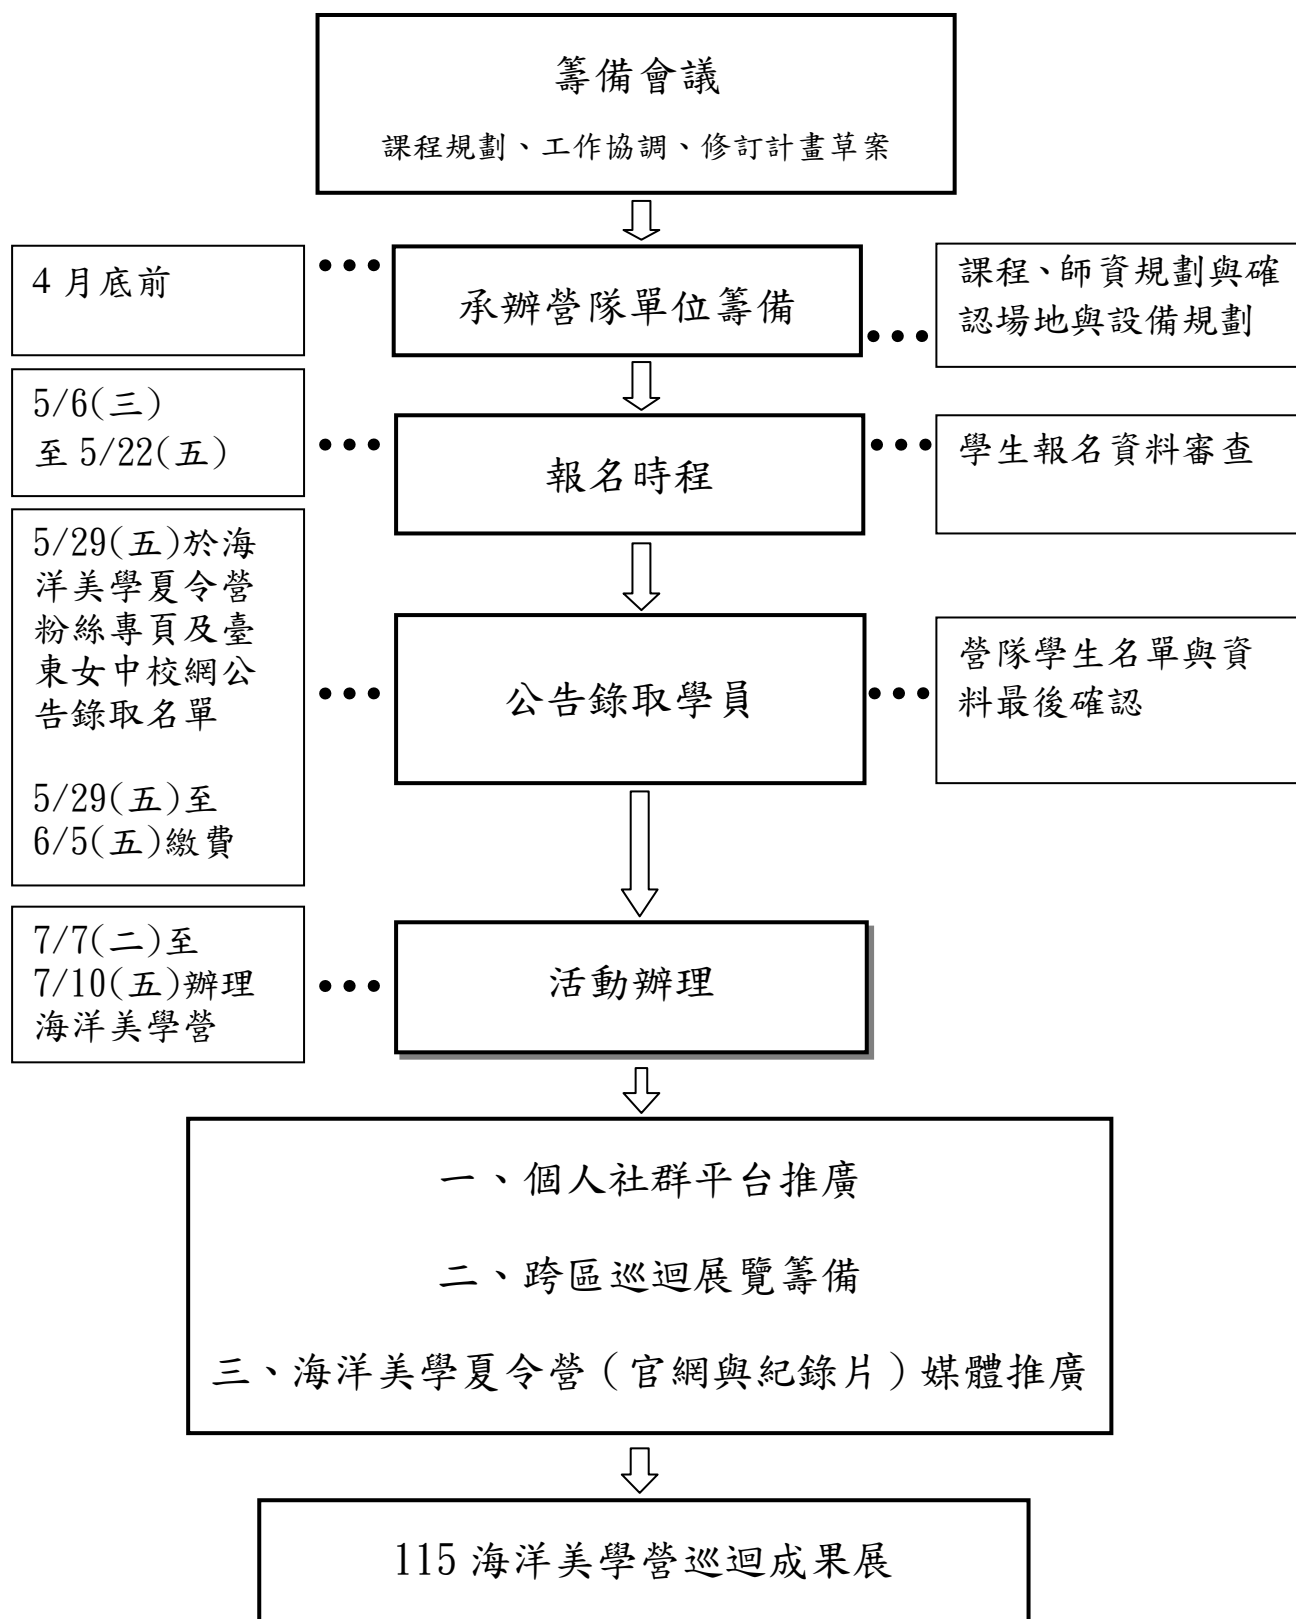 籌備會議
課程規劃、工作協調、修訂計畫草案
4 月底前
承辦營隊單位籌備
課程、師資規劃與確
認場地與設備規劃
5/6(三)
至 5/22(五)
報名時程
學生報名資料審查
5/29(五)於海
洋美學夏令營
粉絲專頁及臺
東女中校網公
告錄取名單
5/29(五)至
6/5(五)繳費
公告錄取學員
營隊學生名單與資
料最後確認
7/7(二)至
7/10(五)辦理
海洋美學營
活動辦理
一、個人社群平台推廣
二、跨區巡迴展覽籌備
三、海洋美學夏令營（官網與紀錄片）媒體推廣
115 海洋美學營巡迴成果展